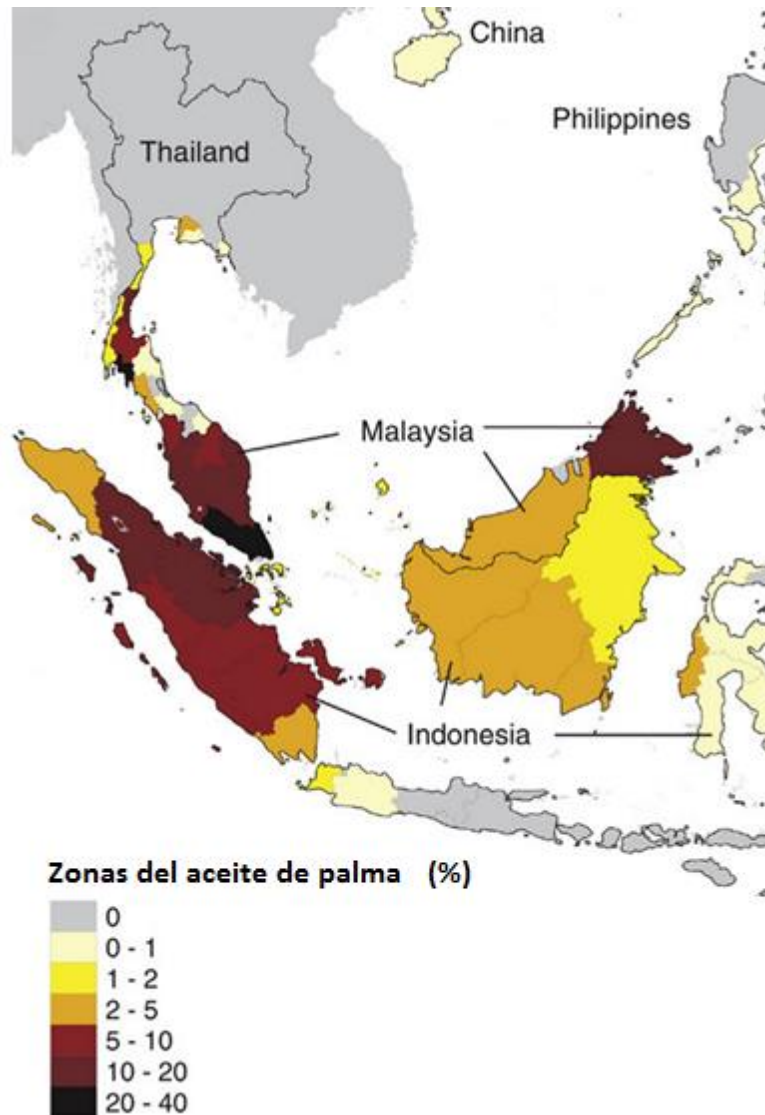 China
Philippines
Thailand
Malaysia
Indonesia
Zonas del aceite de palma (%)
0
0 - 1
1 - 2
2 - 5
5 - 10
10 - 20
20 - 40